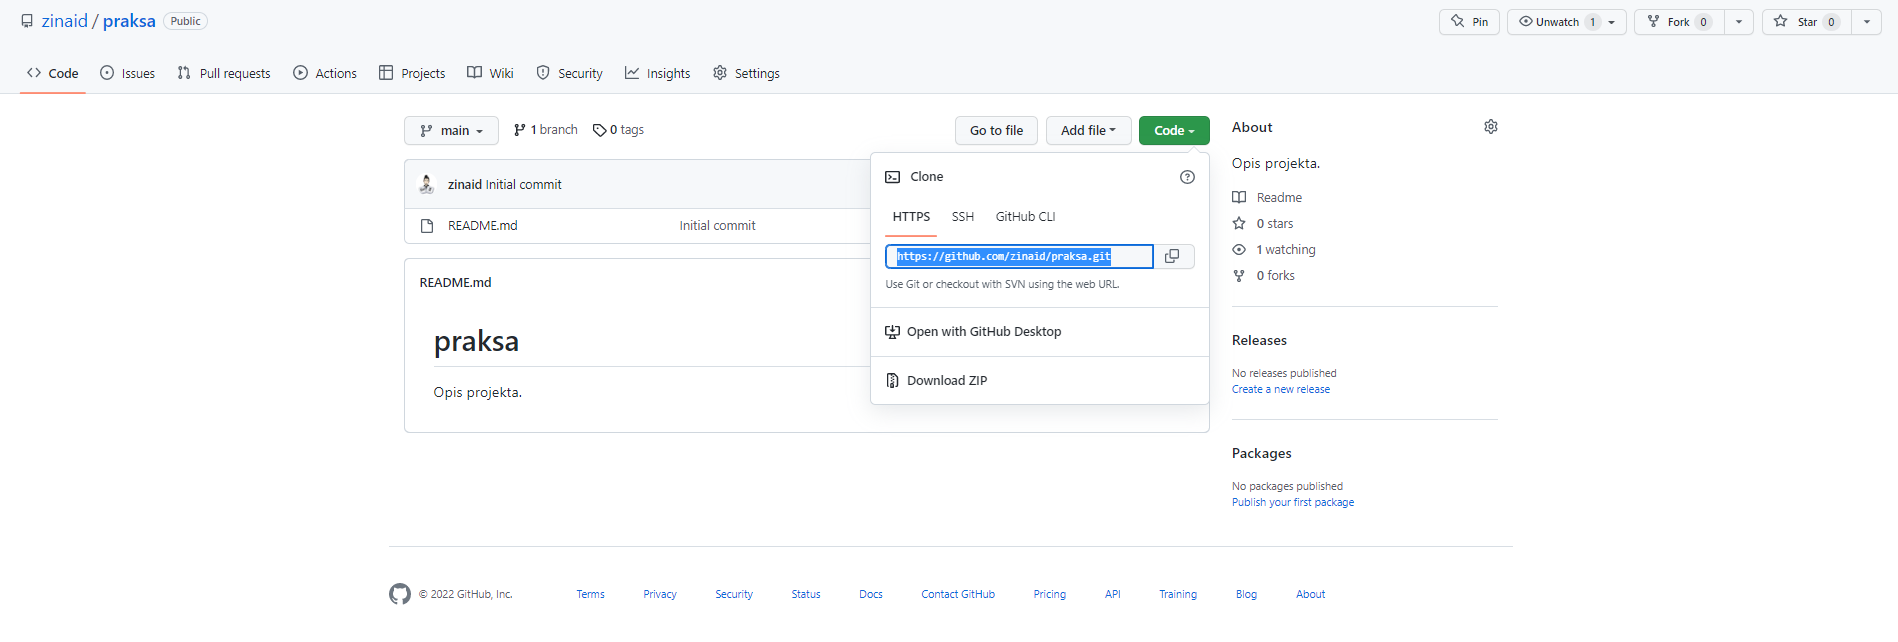 zinaid / praksa Public
Pin Unwatch 1 Fork 0 Star 0
Code Issues Pull requests Actions Projects Wiki Security Insights Settings
main 1 branch 0 tags
Go to file Add file Code
zinaid Initial commit
README.md Initial commit
README.md
praksa
Opis projekta.
Clone
HTTPS SSH GitHub CLI
https://github.com/zinaid/praksa.git
Use Git or checkout with SVN using the web URL.
Open with GitHub Desktop
Download ZIP
About
Opis projekta.
Readme
0 stars
1 watching
0 forks
Releases
No releases published
Create a new release
Packages
No packages published
Publish your first package
© 2022 GitHub, Inc. Terms Privacy Security Status Docs Contact GitHub Pricing API Training Blog About